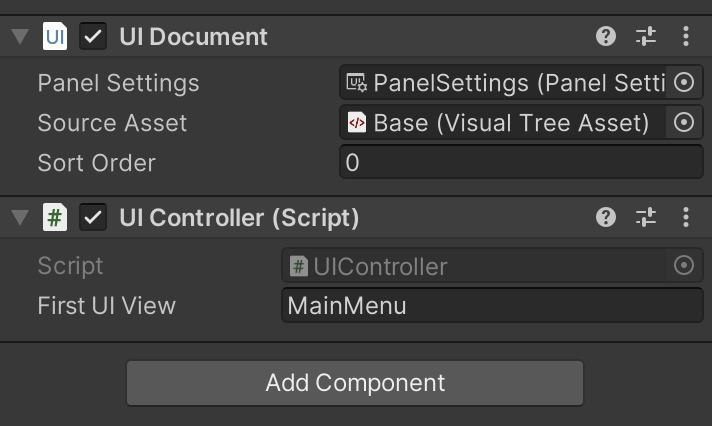 UI Document
Panel Settings PanelSettings (Panel Setti
Source Asset Base (Visual Tree Asset)
Sort Order 0
# UI Controller (Script)
Script # UIController
First UI View MainMenu
Add Component